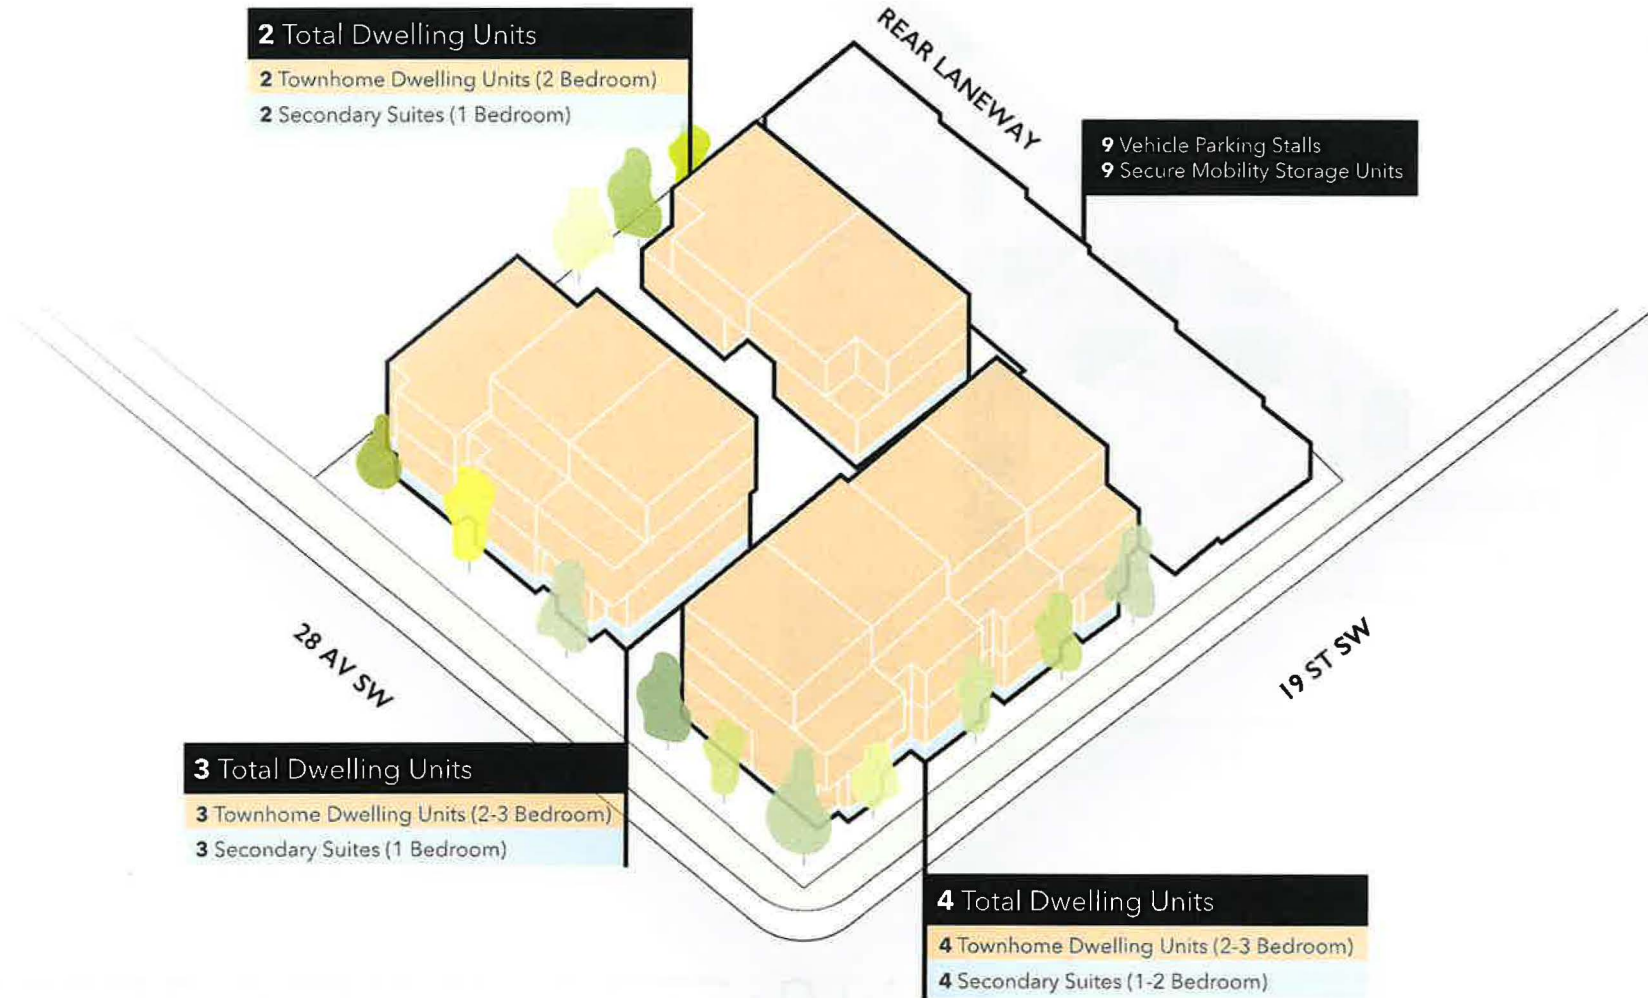 2 Total Dwelling Units
2 Townhome Dwelling Units (2 Bedroom)
2 Secondary Suites (1 Bedroom)
REAR LANEWAY
9 Vehicle Parking Stalls
9 Secure Mobility Storage Units
28 AV SW
19 ST SW
3 Total Dwelling Units
3 Townhome Dwelling Units (2-3 Bedroom)
3 Secondary Suites (1 Bedroom)
4 Total Dwelling Units
4 Townhome Dwelling Units (2-3 Bedroom)
4 Secondary Suites (1-2 Bedroom)